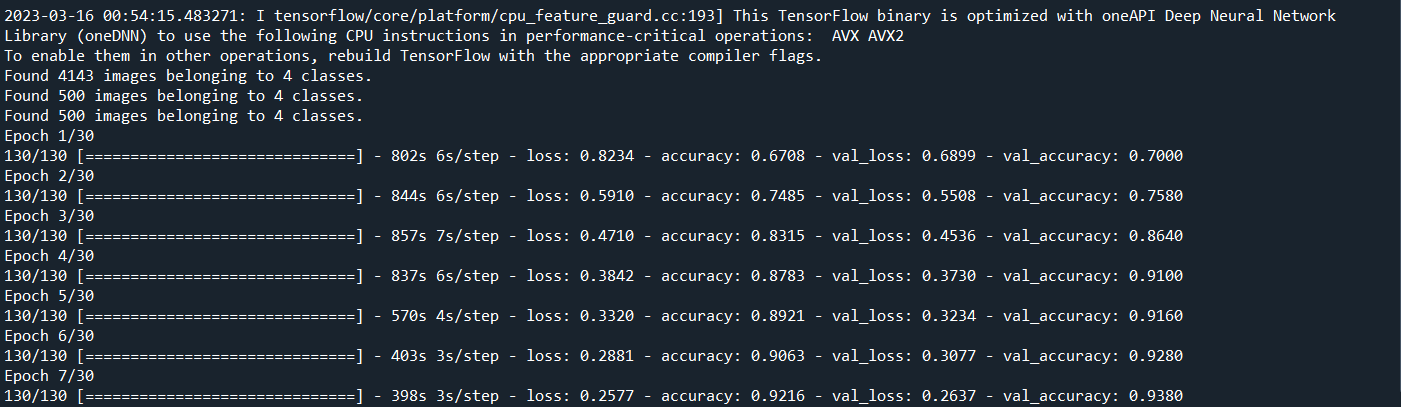 2023-03-16 00:54:15.483271: I tensorflow/core/platform/cpu_feature_guard.cc:193] This TensorFlow binary is optimized with oneAPI Deep Neural Network
Library (oneDNN) to use the following CPU instructions in performance-critical operations:  AVX AVX2
To enable them in other operations, rebuild TensorFlow with the appropriate compiler flags.
Found 4143 images belonging to 4 classes.
Found 500 images belonging to 4 classes.
Found 500 images belonging to 4 classes.
Epoch 1/30
130/130 [==============================] - 802s 6s/step - loss: 0.8234 - accuracy: 0.6708 - val_loss: 0.6899 - val_accuracy: 0.7000
Epoch 2/30
130/130 [==============================] - 844s 6s/step - loss: 0.5910 - accuracy: 0.7485 - val_loss: 0.5508 - val_accuracy: 0.7580
Epoch 3/30
130/130 [==============================] - 857s 7s/step - loss: 0.4710 - accuracy: 0.8315 - val_loss: 0.4536 - val_accuracy: 0.8640
Epoch 4/30
130/130 [==============================] - 837s 6s/step - loss: 0.3842 - accuracy: 0.8783 - val_loss: 0.3730 - val_accuracy: 0.9100
Epoch 5/30
130/130 [==============================] - 570s 4s/step - loss: 0.3320 - accuracy: 0.8921 - val_loss: 0.3234 - val_accuracy: 0.9160
Epoch 6/30
130/130 [==============================] - 403s 3s/step - loss: 0.2881 - accuracy: 0.9063 - val_loss: 0.3077 - val_accuracy: 0.9280
Epoch 7/30
130/130 [==============================] - 398s 3s/step - loss: 0.2577 - accuracy: 0.9216 - val_loss: 0.2637 - val_accuracy: 0.9380